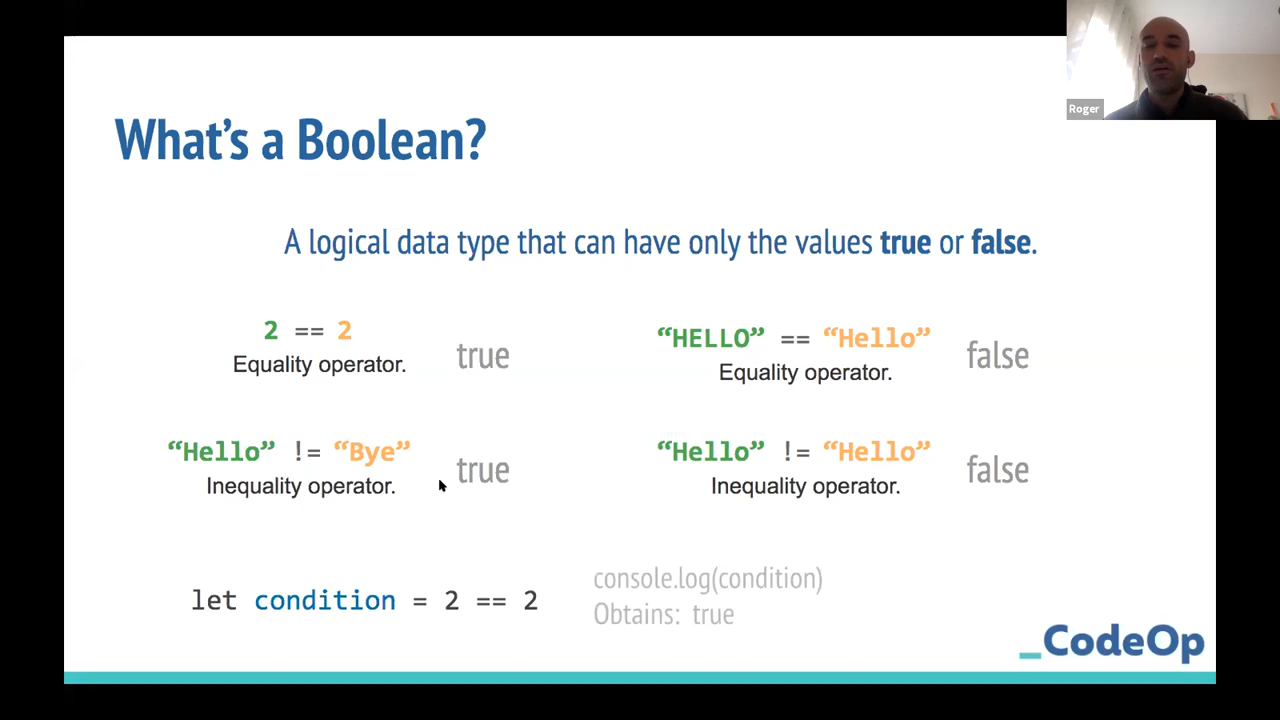 Roger
What's a Boolean?
A logical data type that can have only the values true or false.
2 == 2
Equality operator.
true
“HELLO” == “Hello”
Equality operator.
false
“Hello” != “Bye”
Inequality operator.
true
“Hello” != “Hello”
Inequality operator.
false
let condition = 2 == 2
console.log(condition)
Obtains: true
_CodeOp